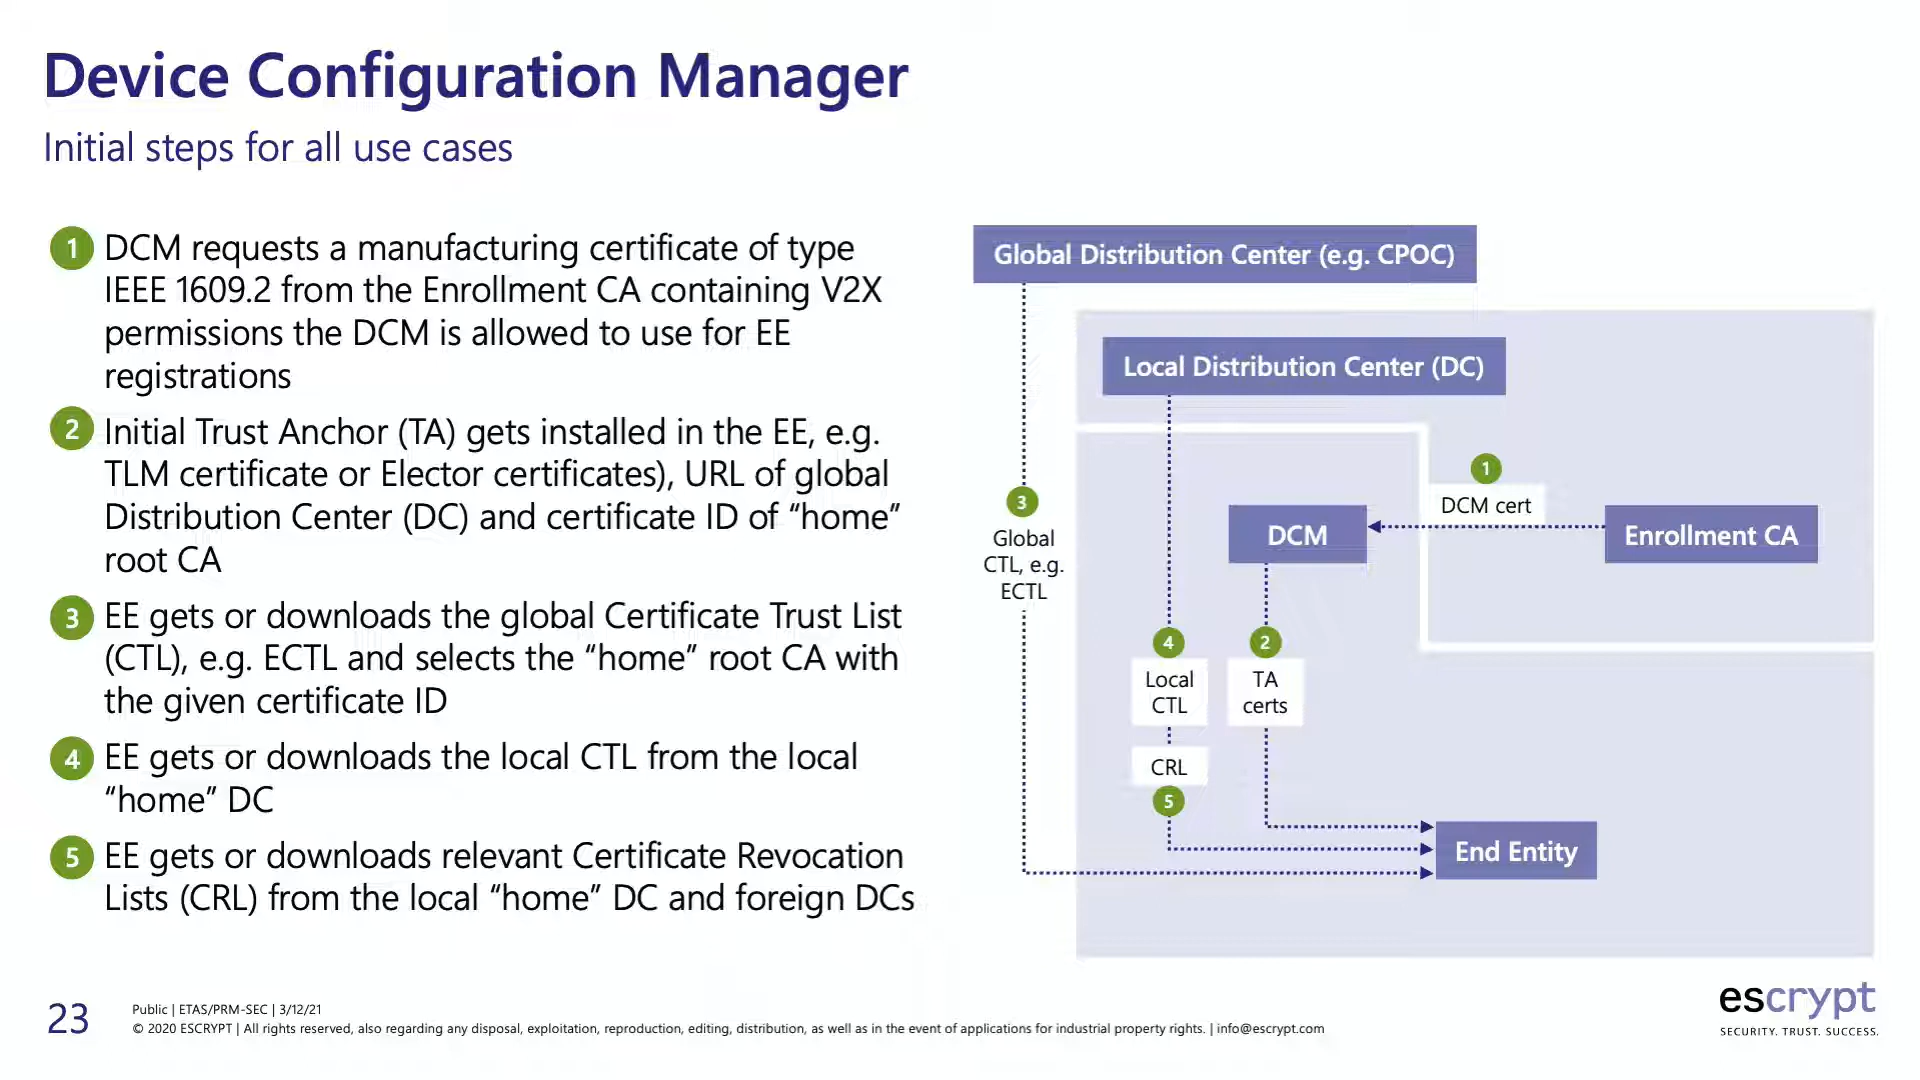 Device Configuration Manager
Initial steps for all use cases
1 DCM requests a manufacturing certificate of type
IEEE 1609.2 from the Enrollment CA containing V2X
permissions the DCM is allowed to use for EE
registrations
2 Initial Trust Anchor (TA) gets installed in the EE, e.g.
TLM certificate or Elector certificates), URL of global
Distribution Center (DC) and certificate ID of “home”
root CA
3 EE gets or downloads the global Certificate Trust List
(CTL), e.g. ECTL and selects the “home” root CA with
the given certificate ID
4 EE gets or downloads the local CTL from the local
“home” DC
5 EE gets or downloads relevant Certificate Revocation
Lists (CRL) from the local “home” DC and foreign DCs
Global Distribution Center (e.g. CPOC)
Local Distribution Center (DC)
1
DCM cert
DCM
Enrollment CA
3
Global
CTL, e.g.
ECTL
4
Local
CTL
2
TA
certs
CRL
5
End Entity
23
Public | ETAS/PRM-SEC | 3/12/21
© 2020 ESCRYPT | All rights reserved, also regarding any disposal, exploitation, reproduction, editing, distribution, as well as in the event of applications for industrial property rights. | info@escrypt.com
escrypt
SECURITY. TRUST. SUCCESS.